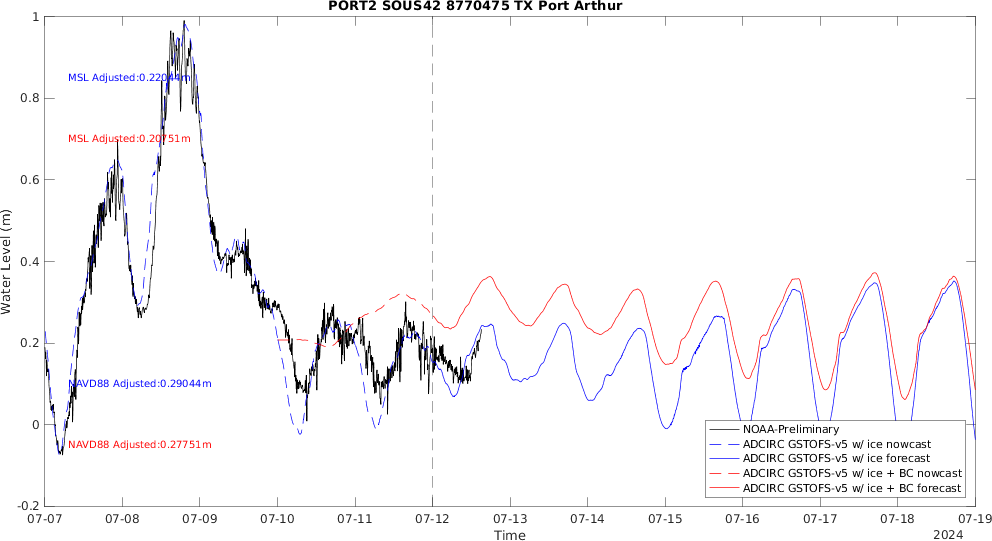 PORT2 SOUS42 8770475 TX Port Arthur
Water Level (m)
1
0.8
0.6
0.4
0.2
0
-0.2
MSL Adjusted:0.22044m
MSL Adjusted:0.20751m
NAVD88 Adjusted:0.29044m
NAVD88 Adjusted:0.27751m
NOAA-Preliminary
ADCIRC GSTOFS-v5 w/ ice nowcast
ADCIRC GSTOFS-v5 w/ ice forecast
ADCIRC GSTOFS-v5 w/ ice + BC nowcast
ADCIRC GSTOFS-v5 w/ ice + BC forecast
07-07 07-08 07-09 07-10 07-11 07-12 07-13 07-14 07-15 07-16 07-17 07-18 07-19
Time
2024